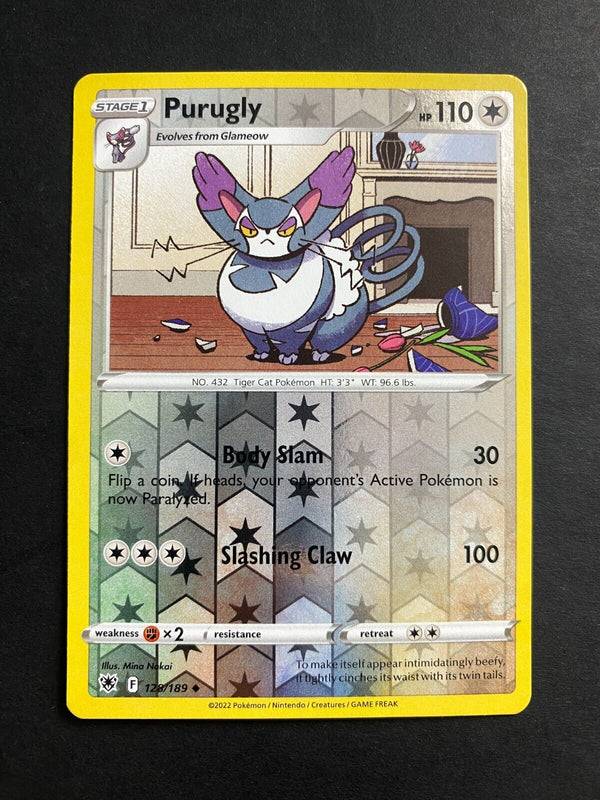 STAGE 1 Purugly HP 110
Evolves from Glameow
NO. 432 Tiger Cat Pokémon HT: 3'3" WT: 96.6 lbs.
Body Slam 30
Flip a coin. If heads, your opponent's Active Pokémon is
now Paralyzed.
Slashing Claw 100
weakness ×2 resistance retreat
Illus. Mina Nakai
To make itself appear intimidatingly beefy,
it tightly cinches its waist with its twin tails.
F 128/189
©2022 Pokémon / Nintendo / Creatures / GAME FREAK